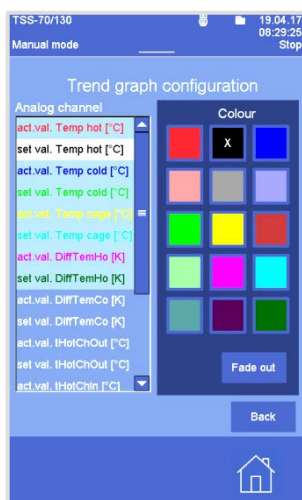 TSS-70/130
19.04.17
08:29:25
Manual mode
Stop
Trend graph configuration
Analog channel
Colour
act.val. Temp hot [°C]
set val. Temp hot [°C]
act.val. Temp cold [°C]
set val. Temp cold [°C]
act.val. Temp cage [°C]
set val. Temp cage [°C]
act.val. DiffTemHo [K]
set val. DiffTemHo [K]
act.val. DiffTemCo [K]
set val. DiffTemCo [K]
act.val. tHotChOut [°C]
set val. tHotChOut [°C]
act.val. tHotChIn [°C]
X
Fade out
Back